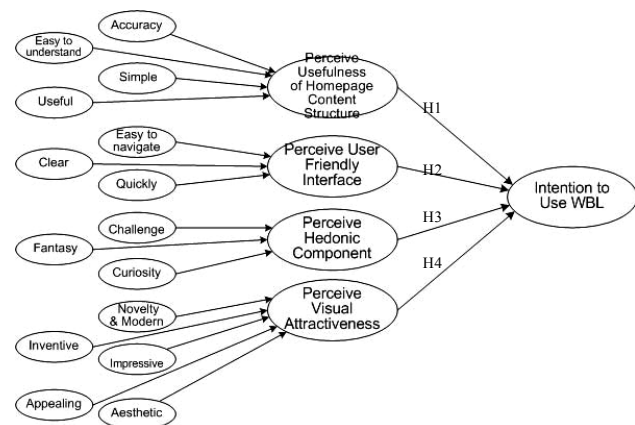 Accuracy
Easy to
understand
Simple
Useful
Perceive
Usefulness
of Homepage
Content
Structure
H1
Easy to
navigate
Clear
Quickly
Perceive User
Friendly
Interface
H2
Intention to
Use WBL
Challenge
Fantasy
Curiosity
Perceive
Hedonic
Component
H3
H4
Novelty
& Modern
Inventive
Impressive
Appealing
Aesthetic
Perceive
Visual
Attractiveness